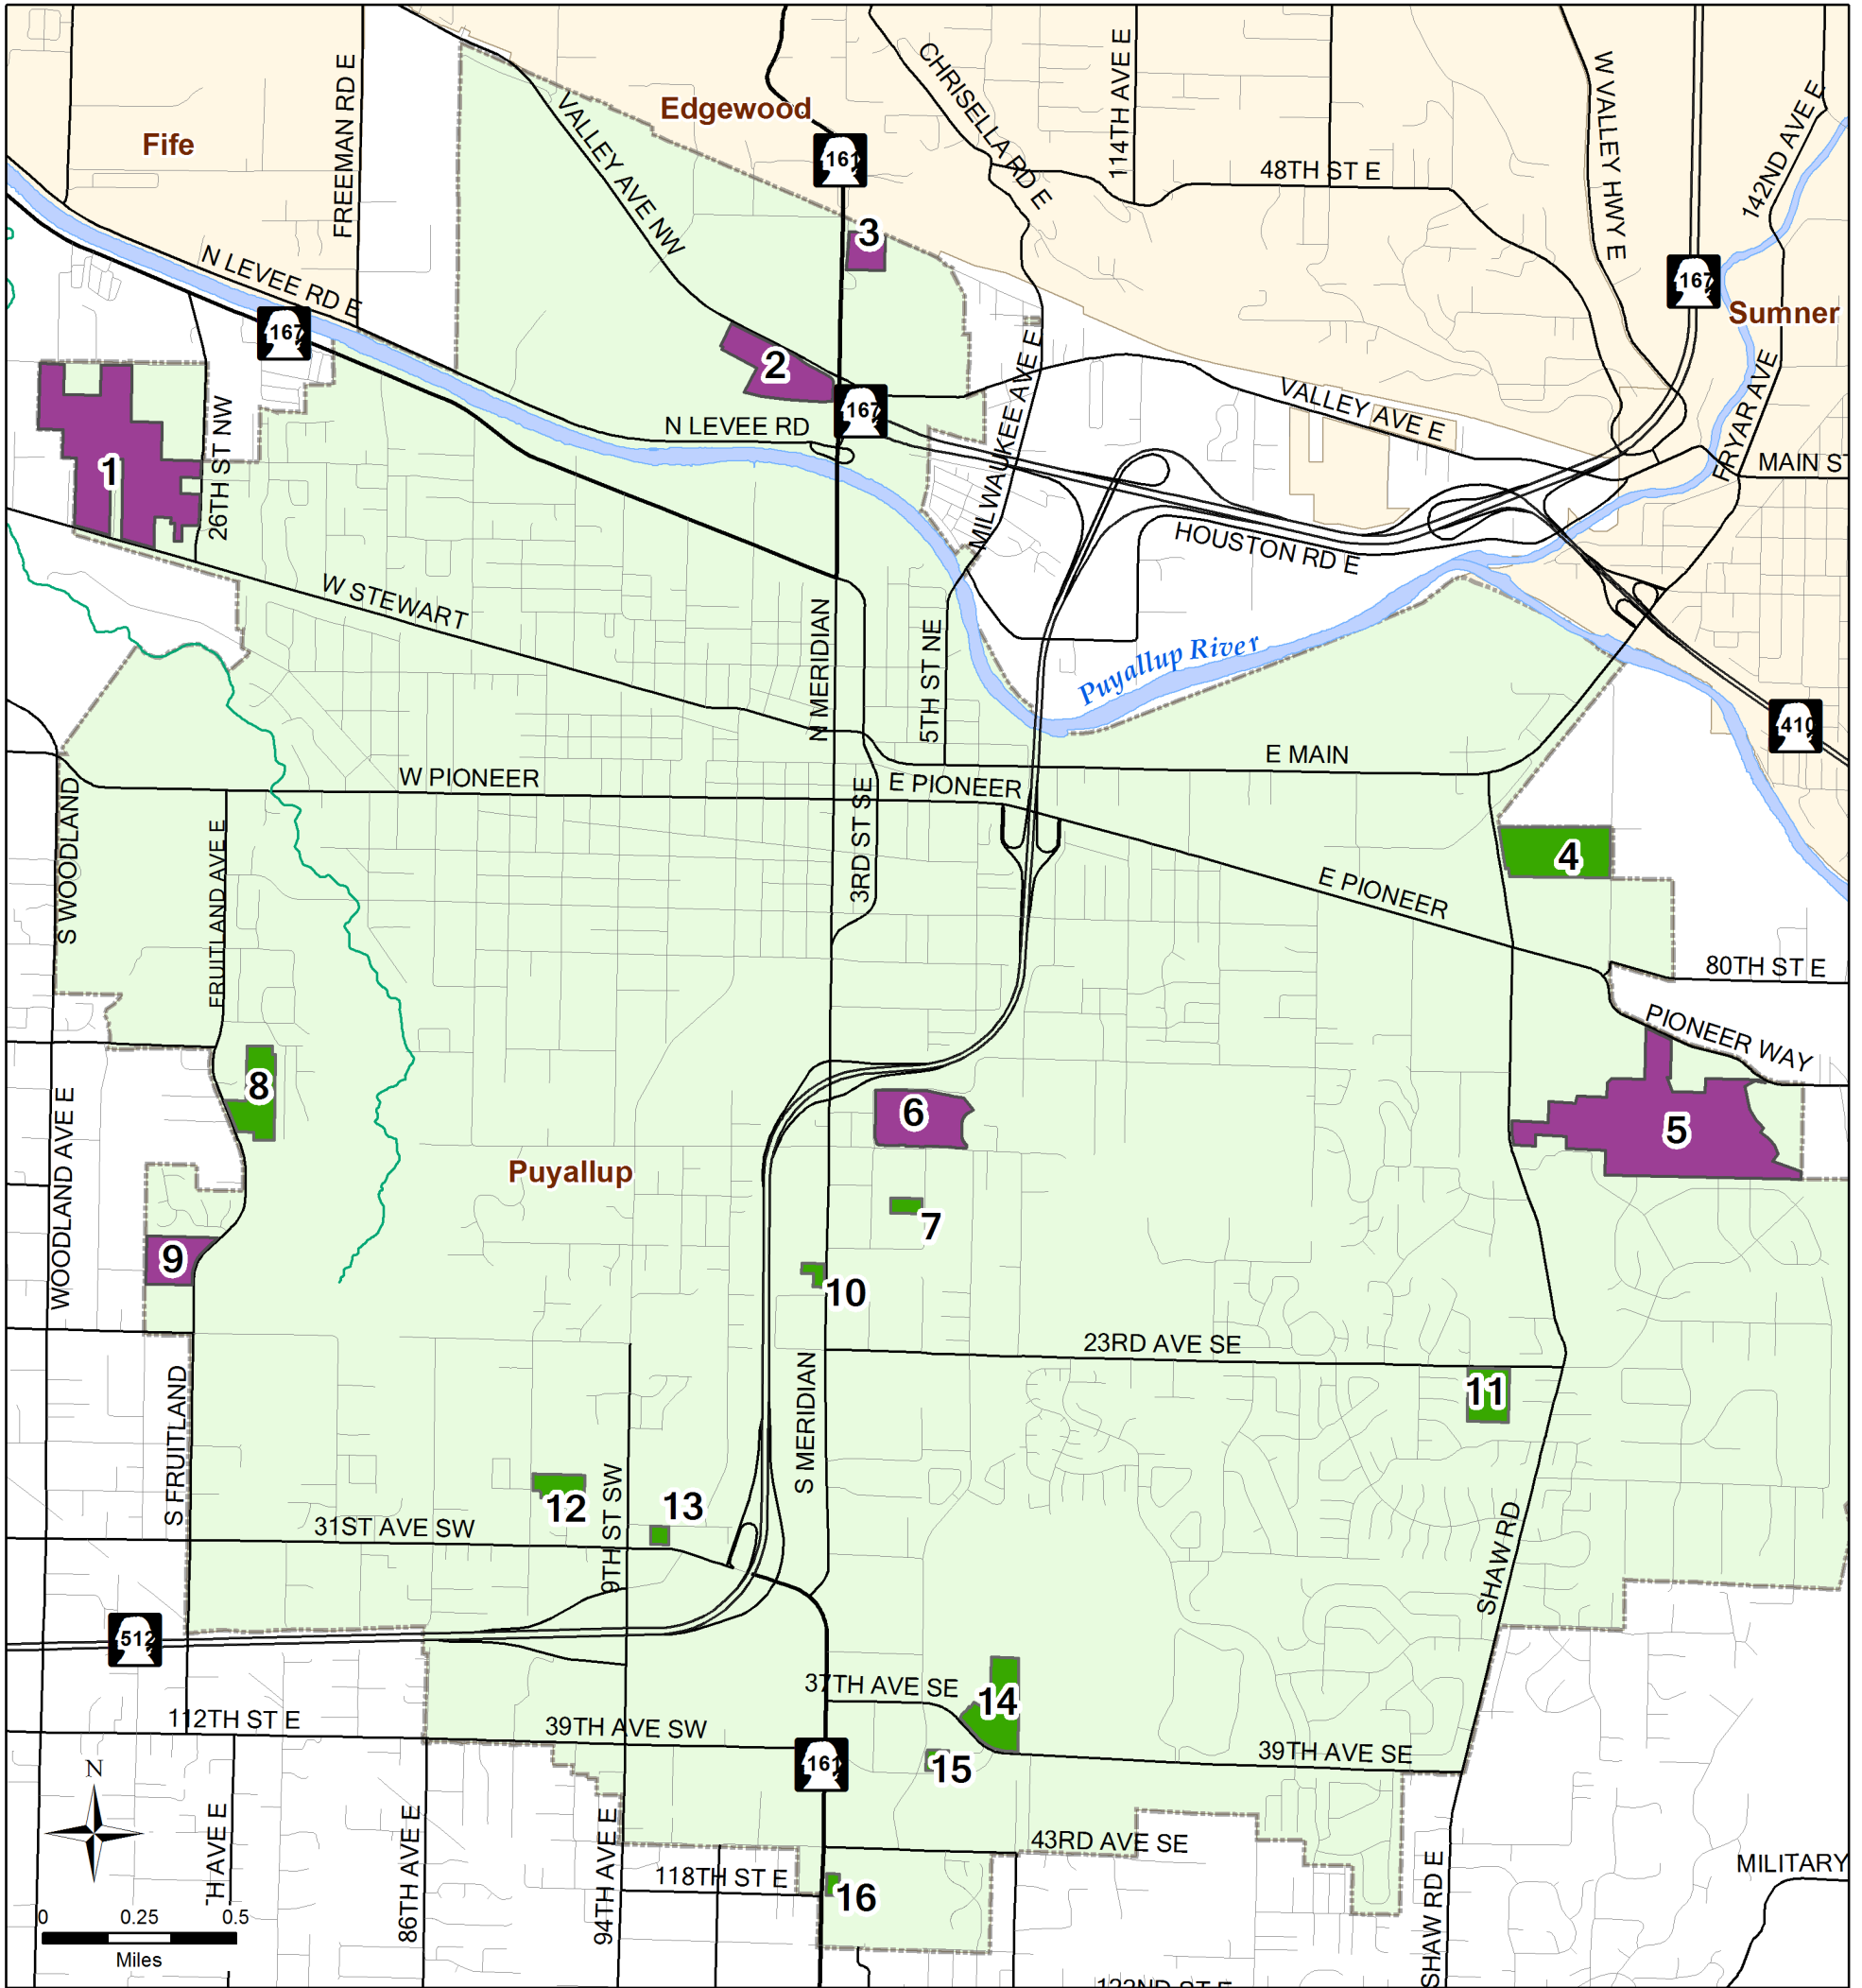 Fife
Edgewood
Sumner
Puyallup
Puyallup River
FREEMAN RD E
VALLEY AVE NW
CHRISELLA RD E
114TH AVE E
48TH ST E
W VALLEY HWY E
142ND AVE E
161
3
167
N LEVEE RD E
167
2
167
N LEVEE RD
MILWAUKEE AVE E
VALLEY AVE E
FRYAR AVE
MAIN ST
1
26TH ST NW
HOUSTON RD E
W STEWART
N MERIDIAN
5TH ST NE
410
E MAIN
W PIONEER
E PIONEER
S WOODLAND
FRUITLAND AVE E
3RD ST SE
4
E PIONEER
80TH ST E
PIONEER WAY
8
6
5
WOODLAND AVE E
7
9
10
23RD AVE SE
11
S FRUITLAND
S MERIDIAN
12
13
31ST AVE SW
9TH ST SW
SHAW RD
512
37TH AVE SE
14
112TH ST E
39TH AVE SW
161
15
39TH AVE SE
N
TH AVE E
86TH AVE E
94TH AVE E
43RD AVE SE
118TH ST E
16
SHAW RD E
MILITARY
0 0.25 0.5
Miles